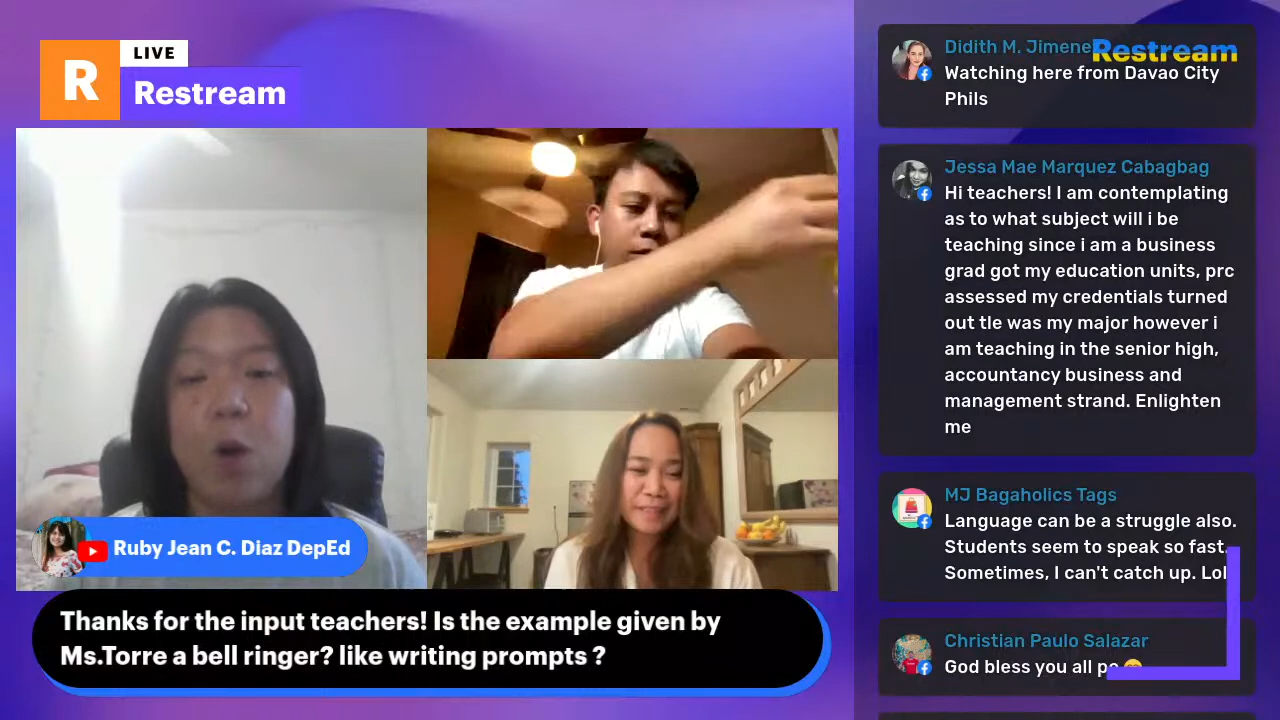 R
LIVE
Restream
Ruby Jean C. Diaz DepEd
Thanks for the input teachers! Is the example given by
Ms.Torre a bell ringer? like writing prompts ?
Restream
Didith M. Jimene
Watching here from Davao City
Phils
Jessa Mae Marquez Cabagbag
Hi teachers! I am contemplating
as to what subject will i be
teaching since i am a business
grad got my education units, prc
assessed my credentials turned
out tle was my major however i
am teaching in the senior high,
accountancy business and
management strand. Enlighten
me
MJ Bagaholics Tags
Language can be a struggle also.
Students seem to speak so fast.
Sometimes, I can't catch up. Lol
Christian Paulo Salazar
God bless you all po 😊